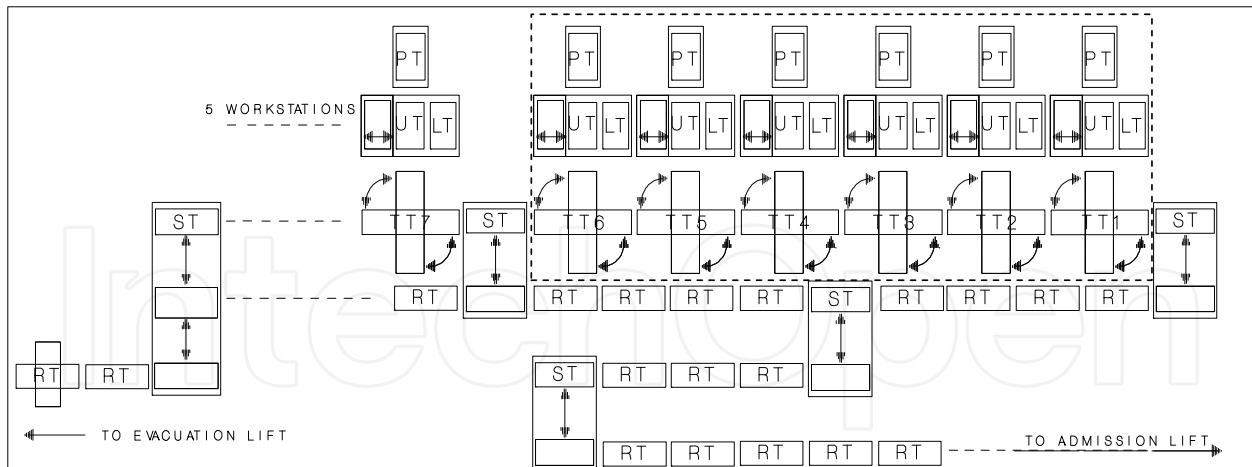 PT PT PT PT PT PT PT
5 WORKSTATIONS
UT LT UT LT UT LT UT LT UT LT UT LT UT LT
ST TT7 ST TT6 TT5 TT4 TT3 TT2 TT1 ST
RT RT RT RT RT ST RT RT RT RT
RT RT ST RT RT RT
TO EVACUATION LIFT
RT RT RT RT RT
TO ADMISSION LIFT
IntechOpen